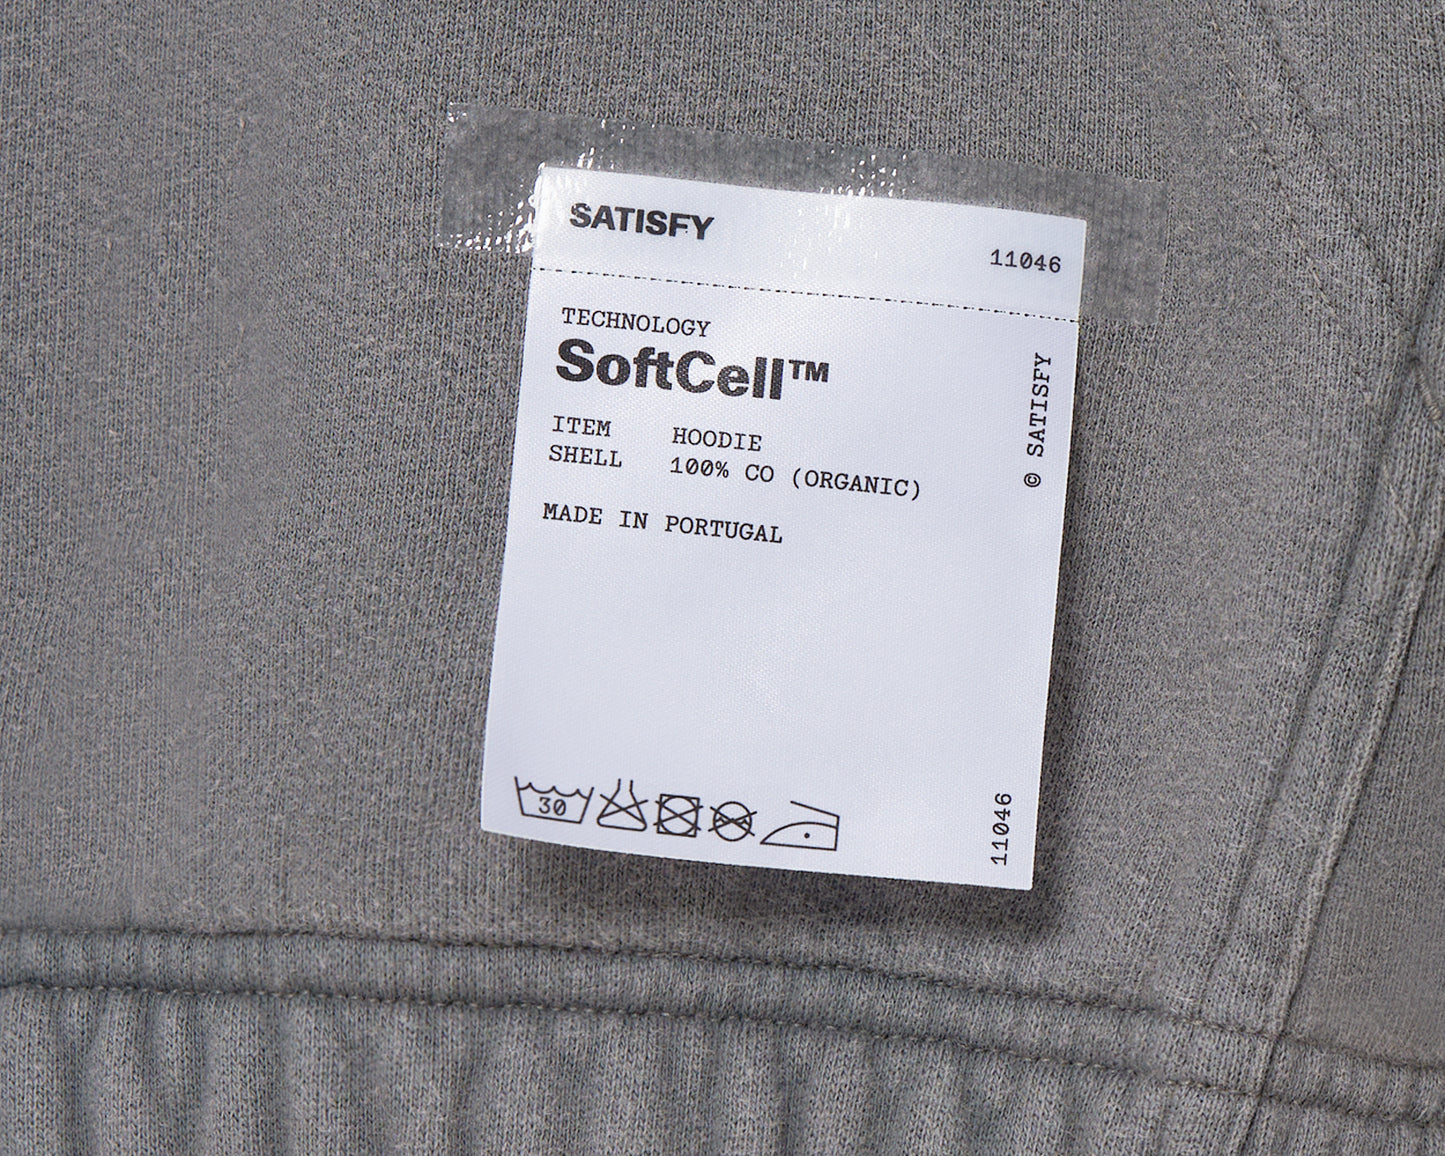 SATISFY
11046
TECHNOLOGY
SoftCell™
ITEM HOODIE
SHELL 100% CO (ORGANIC)
MADE IN PORTUGAL
© SATISFY
30
11046